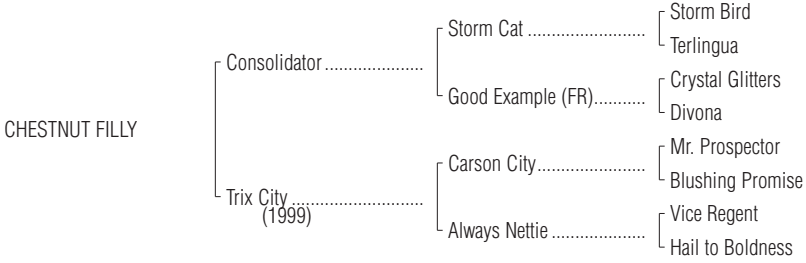 Storm Bird
Storm Cat ..........................
Terlingua
Consolidator .....................
Crystal Glitters
Good Example (FR)...........
Divona
CHESTNUT FILLY
Mr. Prospector
Carson City.......................
Blushing Promise
Trix City ............................
(1999)
Vice Regent
Always Nettie ....................
Hail to Boldness